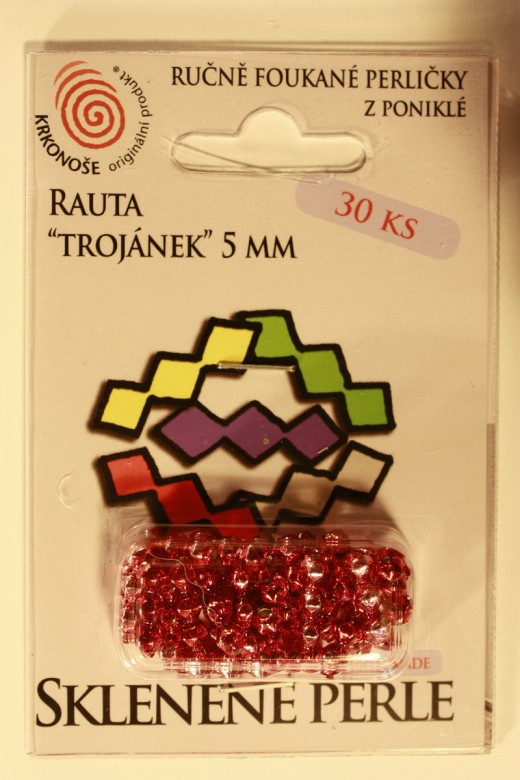 RUČNĚ FOUKANÉ PERLIČKY
Z PONIKLÉ
KRKONOŠE
originální produkt®
RAUTA
“TROJÁNEK” 5 MM
30 KS
SKLENĚNÉ PERLE